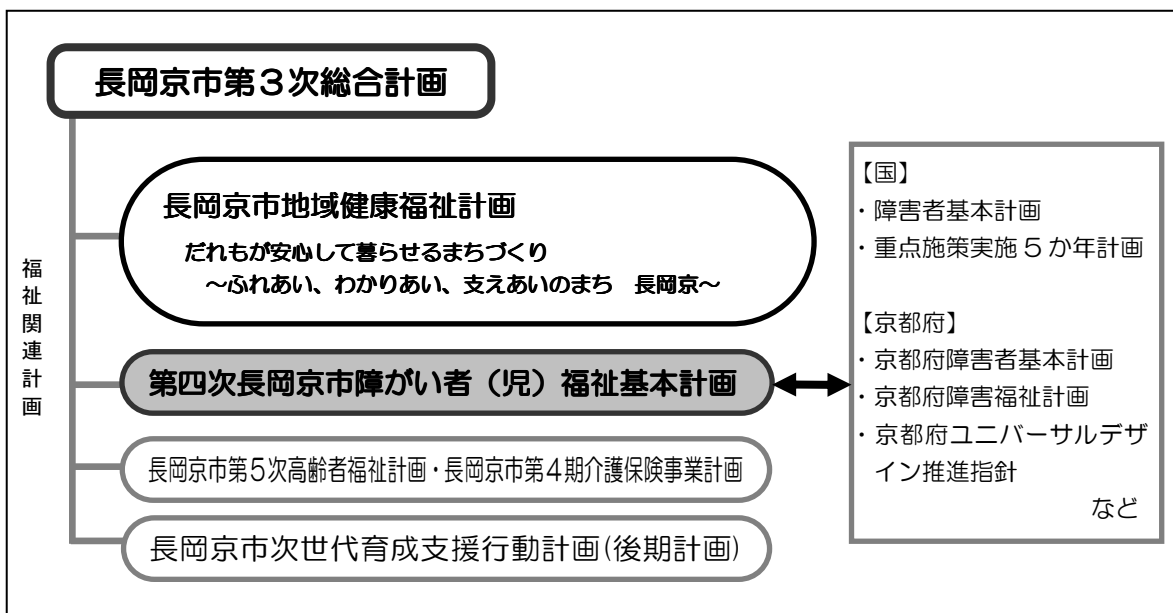 長岡京市第3次総合計画
福祉関連計画
長岡京市地域健康福祉計画
だれもが安心して暮らせるまちづくり
～ふれあい、わかりあい、支えあいのまち　長岡京～
第四次長岡京市障がい者（児）福祉基本計画
長岡京市第5次高齢者福祉計画・長岡京市第4期介護保険事業計画
長岡京市次世代育成支援行動計画(後期計画)
【国】
・障害者基本計画
・重点施策実施5か年計画
【京都府】
・京都府障害者基本計画
・京都府障害福祉計画
・京都府ユニバーサルデザ
イン推進指針
など